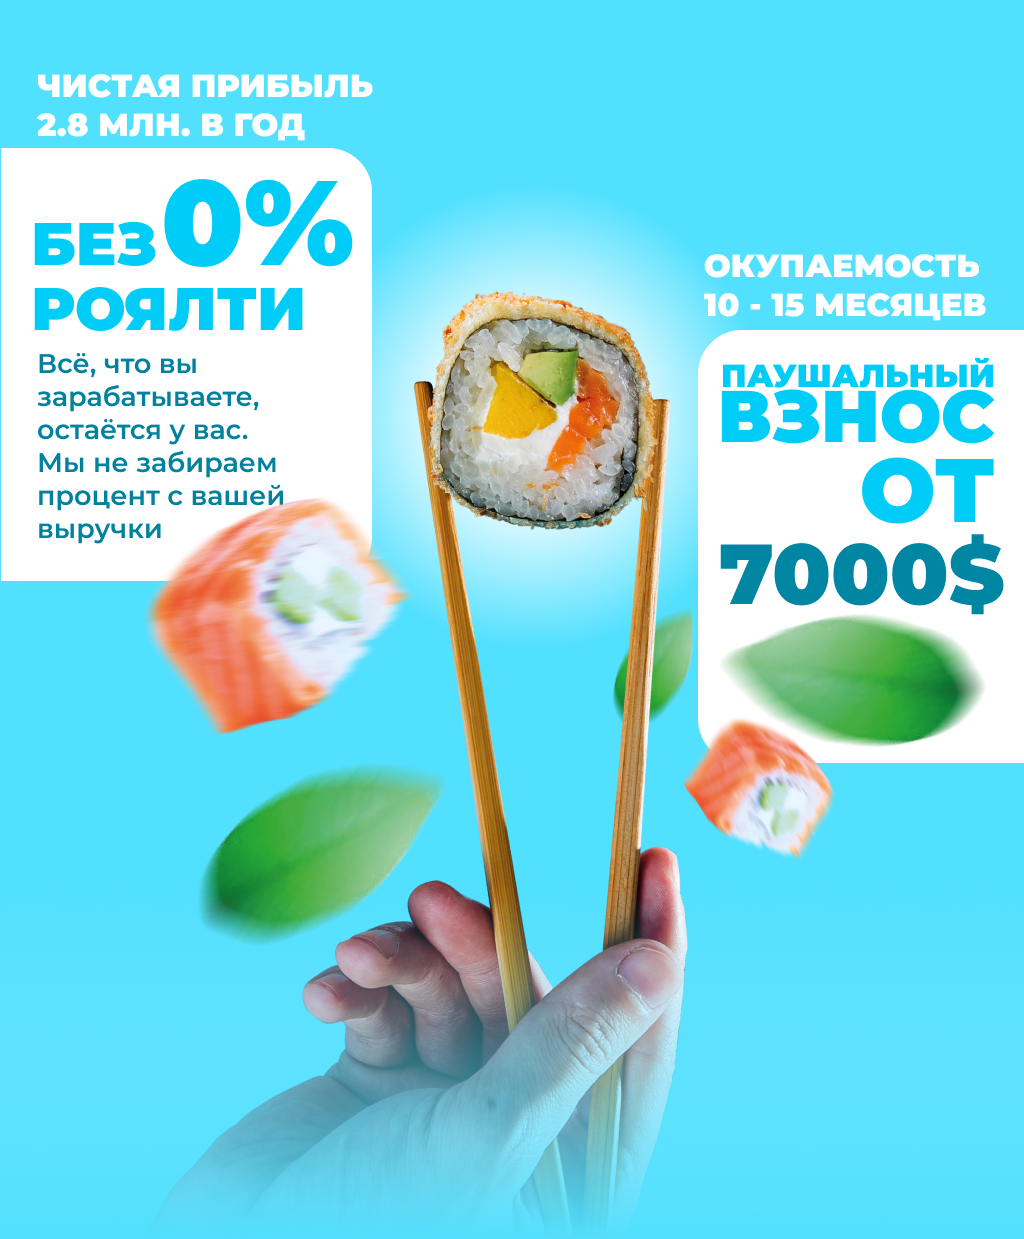 ЧИСТАЯ ПРИБЫЛЬ
2.8 МЛН. В ГОД
БЕЗ 0%
РОЯЛТИ
Всё, что вы
зарабатываете,
остаётся у вас.
Мы не забираем
процент с вашей
выручки
ОКУПАЕМОСТЬ
10 - 15 МЕСЯЦЕВ
ПАУШАЛЬНЫЙ
ВЗНОС
ОТ
7000$